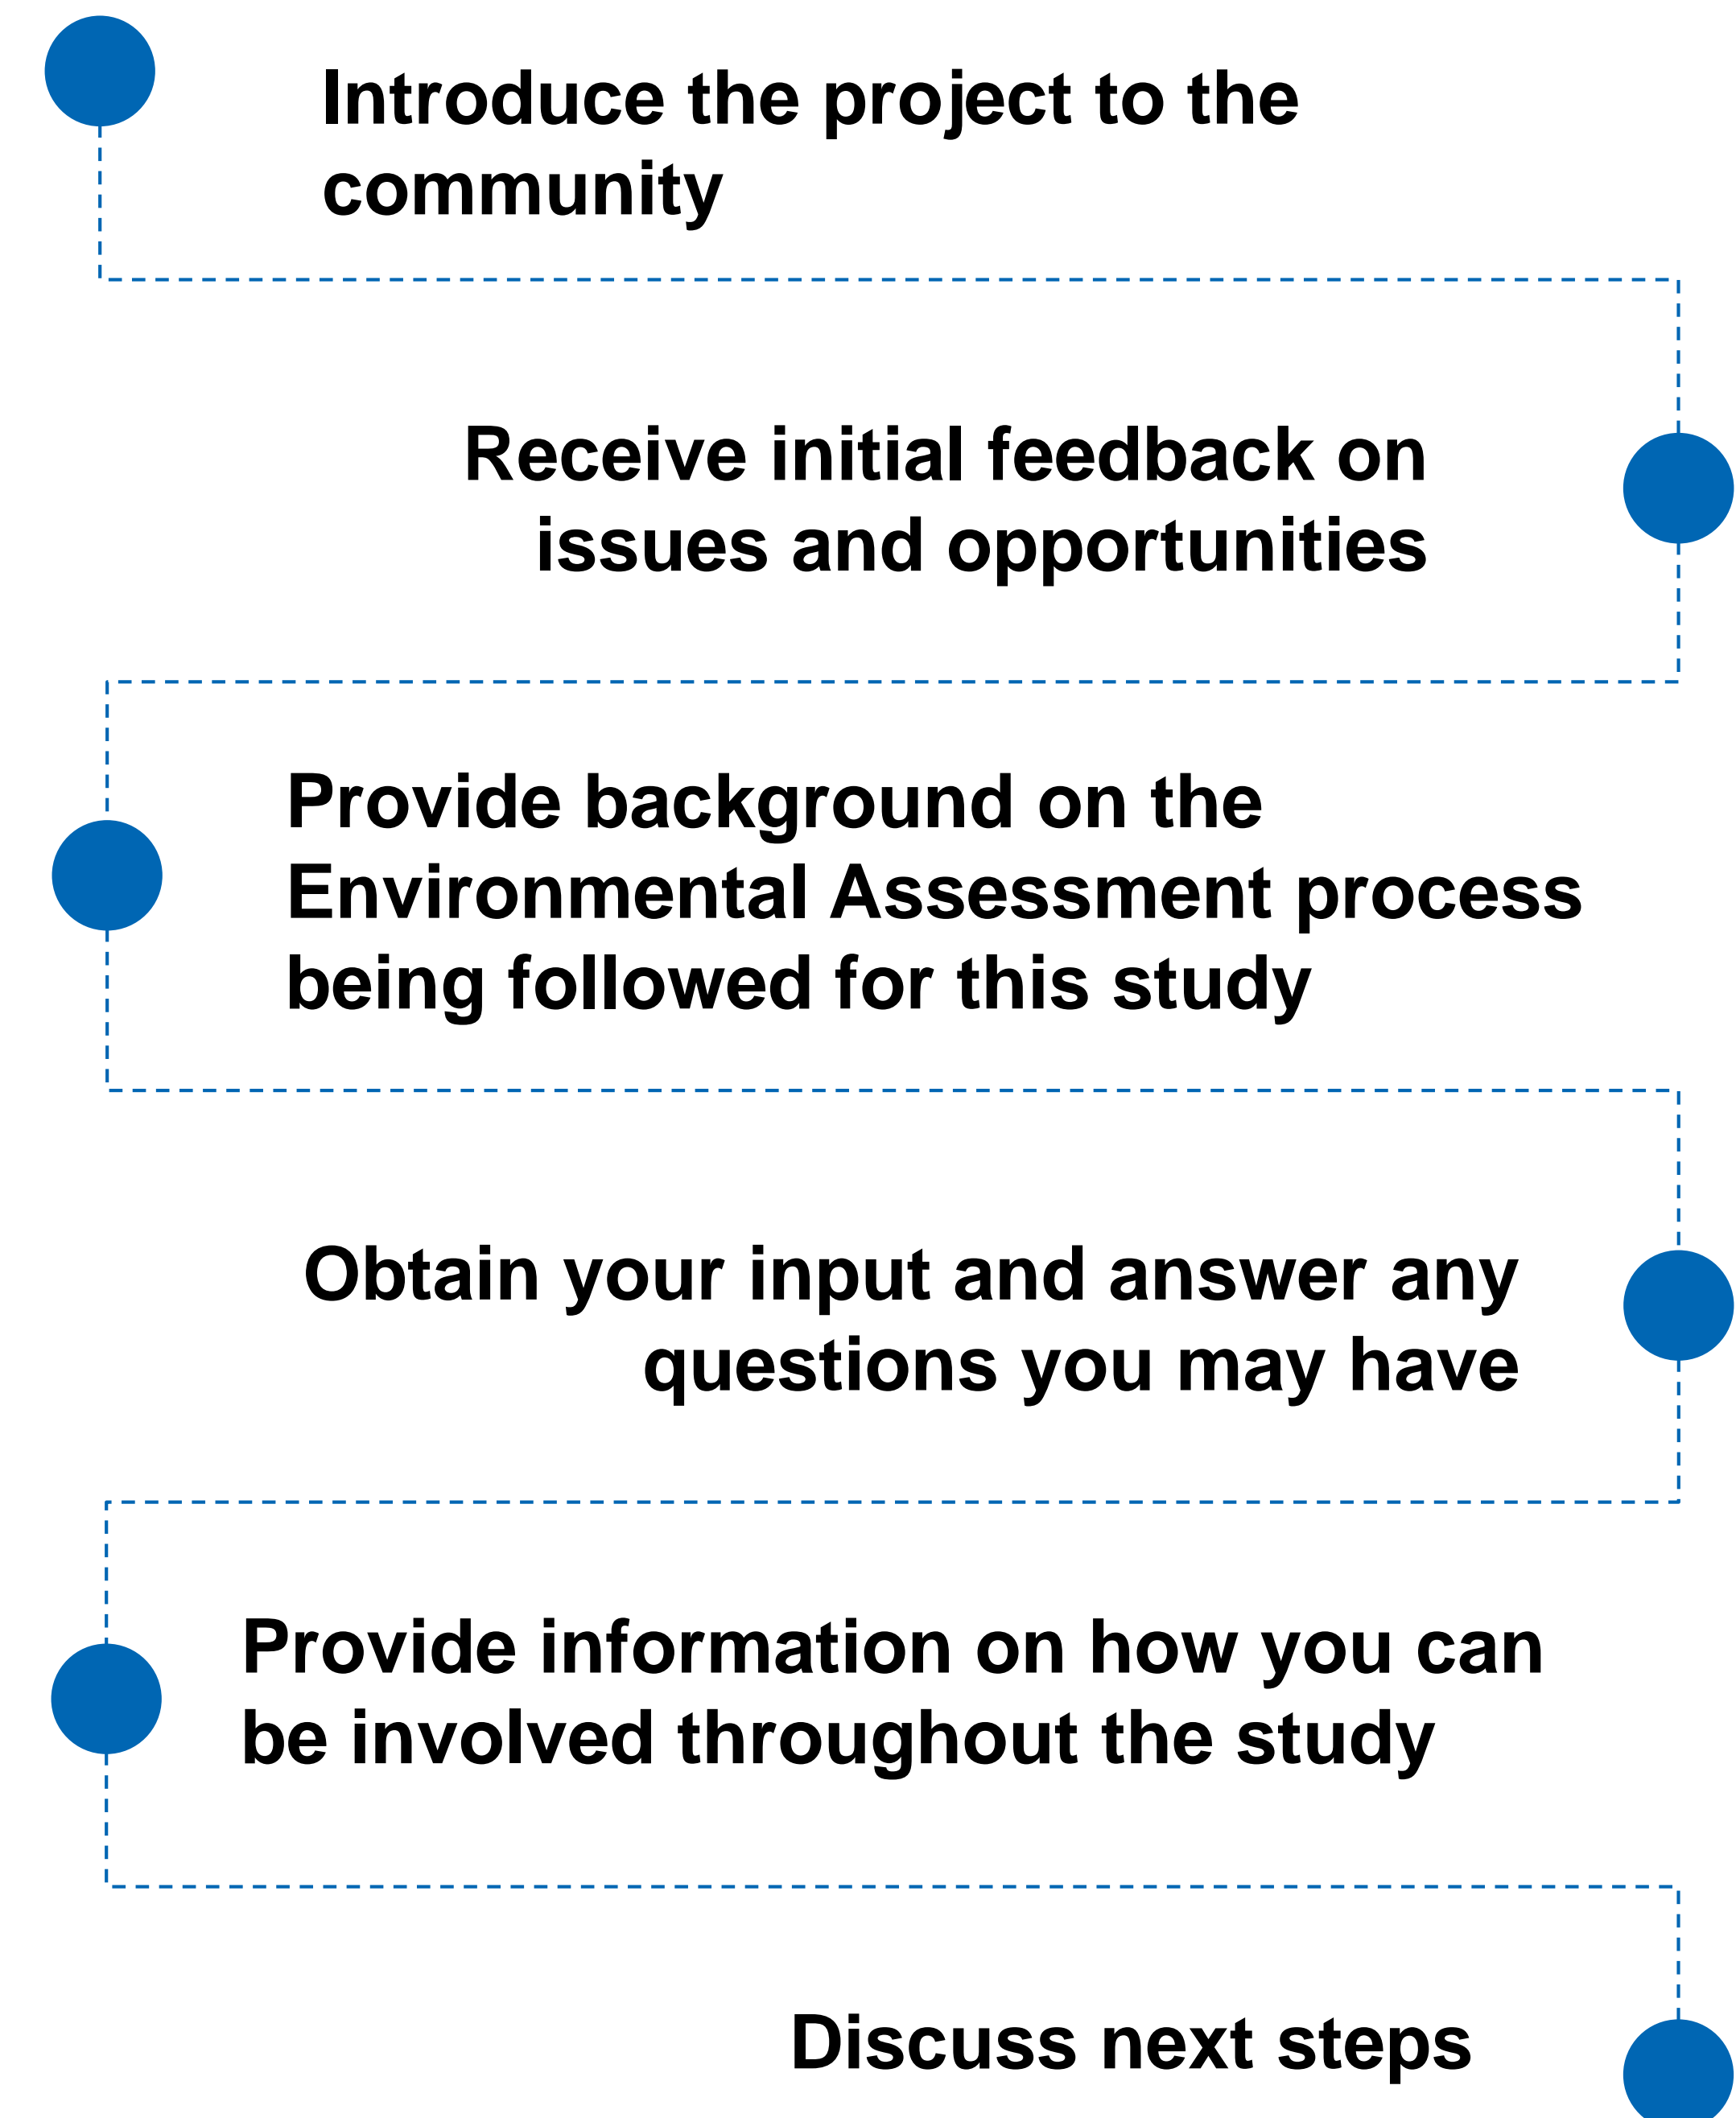 Introduce the project to the
community
Receive initial feedback on
issues and opportunities
Provide background on the
Environmental Assessment process
being followed for this study
Obtain your input and answer any
questions you may have
Provide information on how you can
be involved throughout the study
Discuss next steps